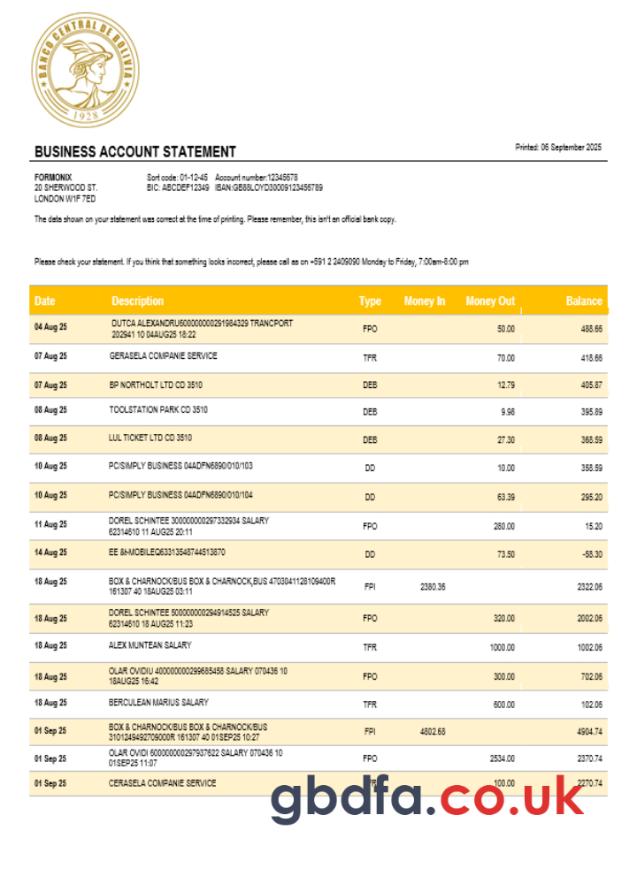 BANCO CENTRAL DE BOLIVIA
1928
BUSINESS ACCOUNT STATEMENT
Printed: 06 September 2025
FORMONIX
20 SHERWOOD ST.
LONDON W1F 7ED
Sort code: 01-12-45 Account number:12345678
BIC: ABCDEF12349 IBAN:GB88LOYD30009123456789
The data shown on your statement was correct at the time of printing. Please remember, this isn't an official bank copy.
Please check your statement. If you think that something looks incorrect, please call as on +591 2 2409090 Monday to Friday, 7:00am-8:00 pm
Date Description Type Money In Money Out Balance
04 Aug 25 DUTCA ALEXANDRU600000000291984329 TRANCPORT FPO 50.00 488.66
202941 10 04AUG25 18:22
07 Aug 25 GERASELA COMPANIE SERVICE TFR 70.00 418.66
07 Aug 25 BP NORTHOLT LTD CD 3510 DEB 12.79 405.87
08 Aug 25 TOOLSTATION PARK CD 3510 DEB 9.98 395.89
08 Aug 25 LUL TICKET LTD CD 3510 DEB 27.30 368.59
10 Aug 25 PC/SIMPLY BUSINESS 04ADFN6890/010/103 DD 10.00 358.59
10 Aug 25 PC/SIMPLY BUSINESS 04ADFN6890/010/104 DD 63.39 295.20
11 Aug 25 DOREL SCHINTEE 300000000297332934 SALARY FPO 280.00 15.20
62314610 11 AUG25 20:11
14 Aug 25 EE &MOBILEQ63313548744513870 DD 73.50 -58.30
18 Aug 25 BOX & CHARNOCK/BUS BOX & CHARNOCK,BUS 4703041128109400R FPI 2380.36 2322.06
161307 40 18AUG25 03:11
18 Aug 25 DOREL SCHINTEE 500000000294914525 SALARY FPO 320.00 2002.06
62314610 18 AUG25 11:23
18 Aug 25 ALEX MUNTEAN SALARY TFR 1000.00 1002.06
18 Aug 25 OLAR OVIDIU 400000000299685458 SALARY 070436 10 FPO 300.00 702.06
18AUG25 16:42
18 Aug 25 BERCULEAN MARIUS SALARY TFR 600.00 102.06
01 Sep 25 BOX & CHARNOCK/BUS BOX & CHARNOCK/BUS FPI 4802.68 4904.74
3101249492709000R 161307 40 01SEP25 10:27
01 Sep 25 OLAR OVIDI 600000000297937622 SALARY 070436 10 FPO 2534.00 2370.74
01SEP25 11:07
01 Sep 25 CERASELA COMPANIE SERVICE 100.00 2270.74
gbdfa.co.uk